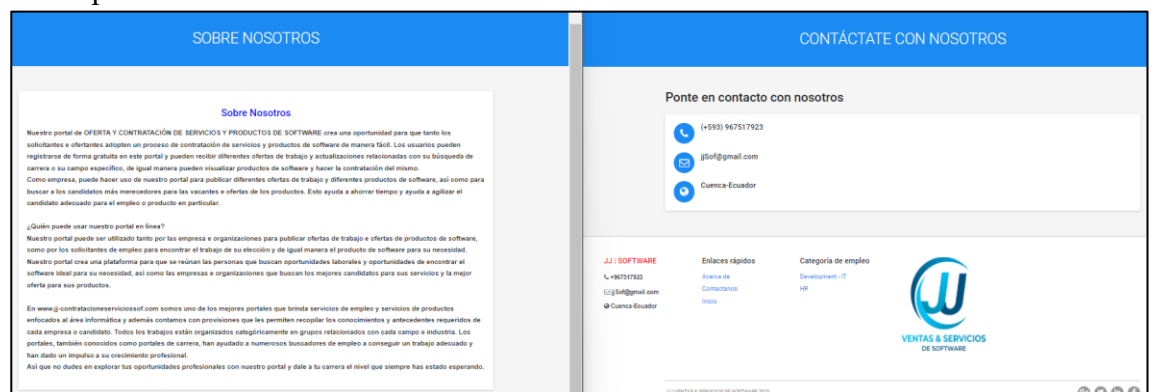 SOBRE NOSOTROS
Sobre Nosotros
Nuestro portal de OFERTA Y CONTRATACIÓN DE SERVICIOS Y PRODUCTOS DE SOFTWARE crea una oportunidad para que tanto los
solicitantes e ofertantes adopten un proceso de contratación de servicios y productos de software de manera fácil. Los usuarios pueden
registrarse de forma gratuita en este portal y pueden recibir diferentes ofertas de trabajo y actualizaciones relacionadas con su búsqueda de
carrera o su campo específico, de igual manera pueden visualizar productos de software y hacer la contratación del mismo.
Como empresa, puede hacer uso de nuestro portal para publicar diferentes ofertas de trabajo y diferentes productos de software, así como para
buscar a los candidatos más merecedores para las vacantes e ofertas de los productos. Esto ayuda a ahorrar tiempo y ayuda a agilizar el
candidato adecuado para el empleo o producto en particular.
¿Quién puede usar nuestro portal en línea?
Nuestro portal puede ser utilizado tanto por las empresa e organizaciones para publicar ofertas de trabajo e ofertas de productos de software,
como por los solicitantes de empleo para encontrar el trabajo de su elección y de igual manera el producto de software para su necesidad.
Nuestro portal crea una plataforma para que se reúnan las personas que buscan oportunidades laborales y oportunidades de encontrar el
software ideal para su necesidad, así como las empresas e organizaciones que buscan los mejores candidatos para sus servicios y la mejor
oferta para sus productos.
En www.jj-contratacioneserviciossof.com somos uno de los mejores portales que brinda servicios de empleo y servicios de productos
enfocados al área informática y además contamos con provisiones que les permiten recopilar los conocimientos y antecedentes requeridos de
cada empresa o candidato. Todos los trabajos están organizados categóricamente en grupos relacionados con cada campo e industria. Los
portales, también conocidos como portales de carrera, han ayudado a numerosos buscadores de empleo a conseguir un trabajo adecuado y
han dado un impulso a su crecimiento profesional.
Así que no dudes en explorar tus oportunidades profesionales con nuestro portal y dale a tu carrera el nivel que siempre has estado esperando.
CONTÁCTATE CON NOSOTROS
Ponte en contacto con nosotros
(+593) 967517923
jjSof@gmail.com
Cuenca-Ecuador
JJ | SOFTWARE
+967517923
jjSof@gmail.com
Cuenca-Ecuador
Enlaces rápidos
Acerca de
Contactanos
Inicio
Categoría de empleo
Development - IT
HR
JJ
VENTAS & SERVICIOS
DE SOFTWARE